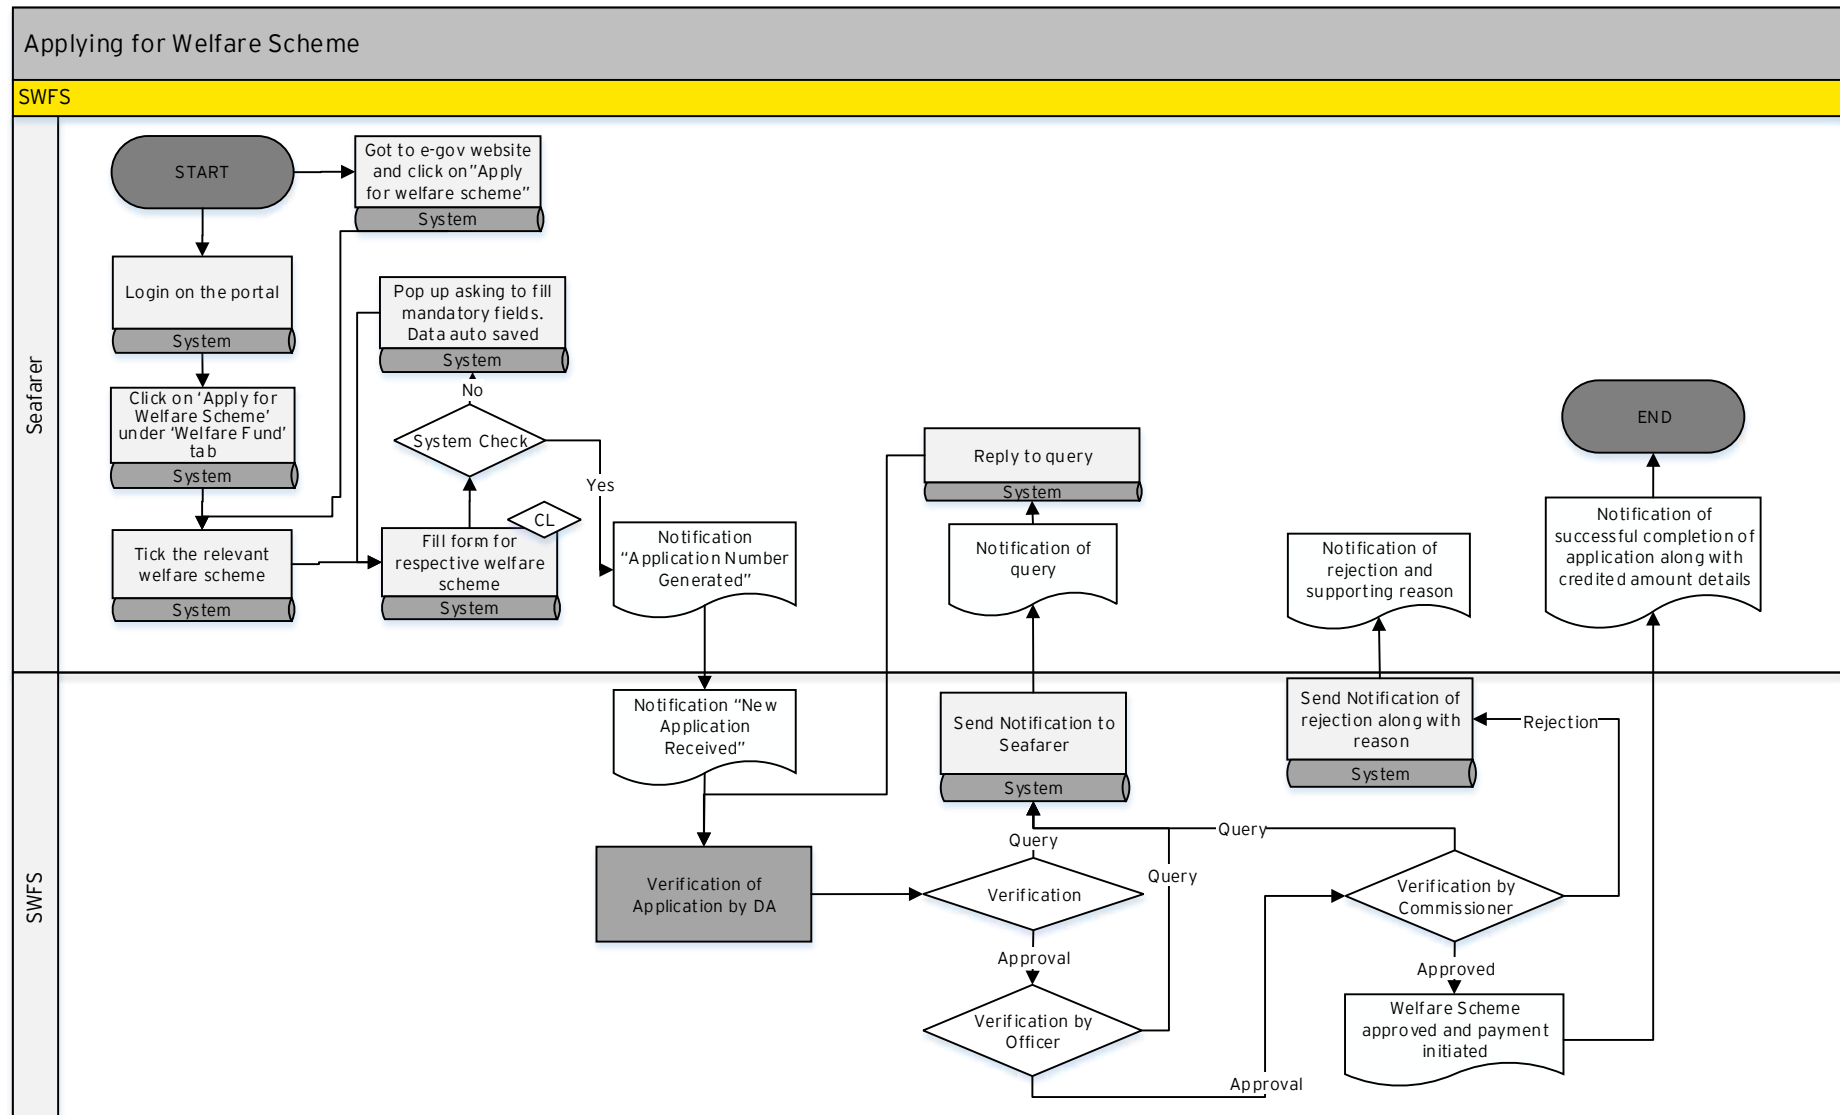 Applying for Welfare Scheme
SWFS
Seafarer
START
Got to e-gov website
and click on "Apply
for welfare scheme"
System
Login on the portal
System
Click on 'Apply for
Welfare Scheme'
under 'Welfare Fund'
tab
System
Tick the relevant
welfare scheme
System
Pop up asking to fill
mandatory fields.
Data auto saved
System
No
System Check
Yes
CL
Fill form for
respective welfare
scheme
System
Notification
"Application Number
Generated"
Reply to query
System
Notification of
query
Notification of
rejection and
supporting reason
END
Notification of
successful completion of
application along with
credited amount details
SWFS
Notification "New
Application
Received"
Send Notification to
Seafarer
System
Send Notification of
rejection along with
reason
System
Rejection
Verification of
Application by DA
Query
Verification
Query
Query
Approval
Verification by
Officer
Approval
Verification by
Commissioner
Approved
Welfare Scheme
approved and payment
initiated